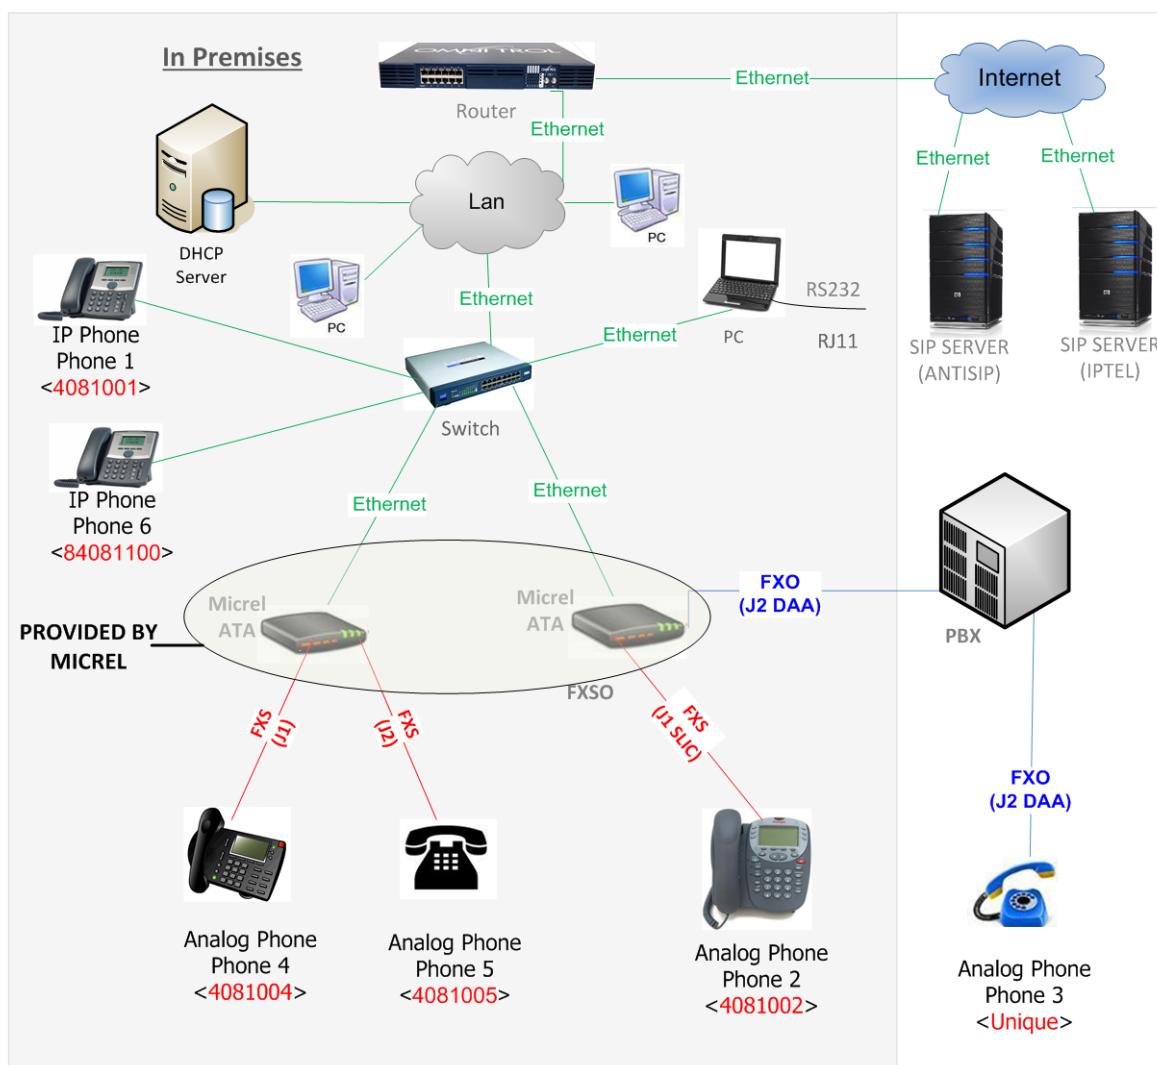 In Premises
OMNITROL
Router
Ethernet
Internet
Ethernet
Ethernet
Ethernet
Lan
PC
DHCP
Server
PC
Ethernet
Ethernet
RS232
PC
RJ11
SIP SERVER
(ANTISIP)
SIP SERVER
(IPTEL)
IP Phone
Phone 1
<4081001>
Switch
IP Phone
Phone 6
<84081100>
Ethernet
Ethernet
FXO
(J2 DAA)
Micrel
ATA
Micrel
ATA
PROVIDED BY
MICREL
FXSO
PBX
FXS
(J1)
FXS
(J2)
FXS
(J1 SLIC)
FXO
(J2 DAA)
Analog Phone
Phone 4
<4081004>
Analog Phone
Phone 5
<4081005>
Analog Phone
Phone 2
<4081002>
Analog Phone
Phone 3
<Unique>